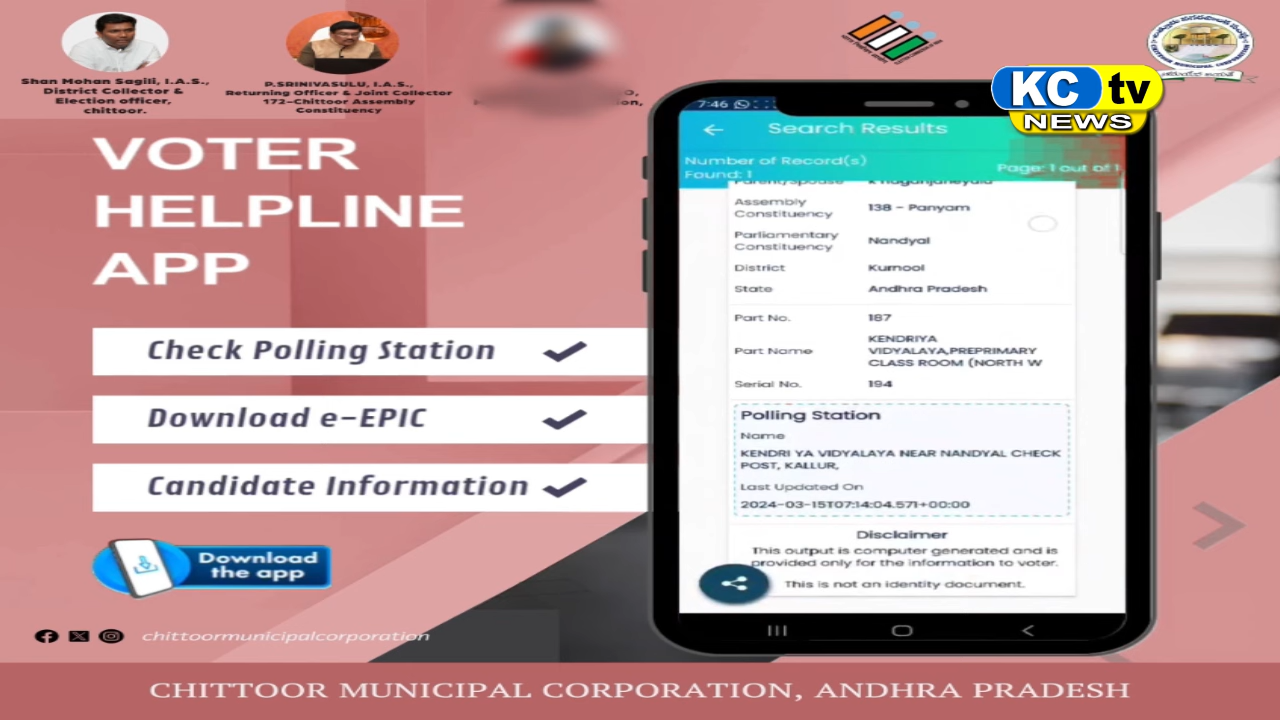 Shan Mohan Sagili, I.A.S.,
District Collector &
Election officer,
chittoor.
P.SRINIVASULU, I.A.S.,
Returning Officer & Joint Collector
172-Chittoor Assembly
Constituency
KC tv
NEWS
VOTER
HELPLINE
APP
Check Polling Station
Download e-EPIC
Candidate Information
Download
the app
chittoormunicipalcorporation
7:46
Search Results
Number of Record(s)
Found: 1
Page: 1 out of 1
Assembly
Constituency
138 - Panyam
Parliamentary
Constituency
Nandyal
District
Kurnool
State
Andhra Pradesh
Part No.
187
Part Name
KENDRIYA
VIDYALAYA,PREPRIMARY
CLASS ROOM (NORTH W
Serial No.
194
Polling Station
Name
KENDRI YA VIDYALAYA NEAR NANDYAL CHECK
POST, KALLUR,
Last Updated On
2024-03-15T07:14:04.571+00:00
Disclaimer
This output is computer generated and is
provided only for the information to voter.
This is not an identity document.
CHITTOOR MUNICIPAL CORPORATION, ANDHRA PRADESH